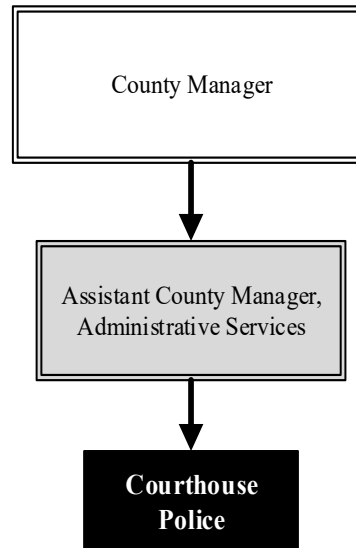 County Manager
Assistant County Manager,
Administrative Services
Courthouse
Police